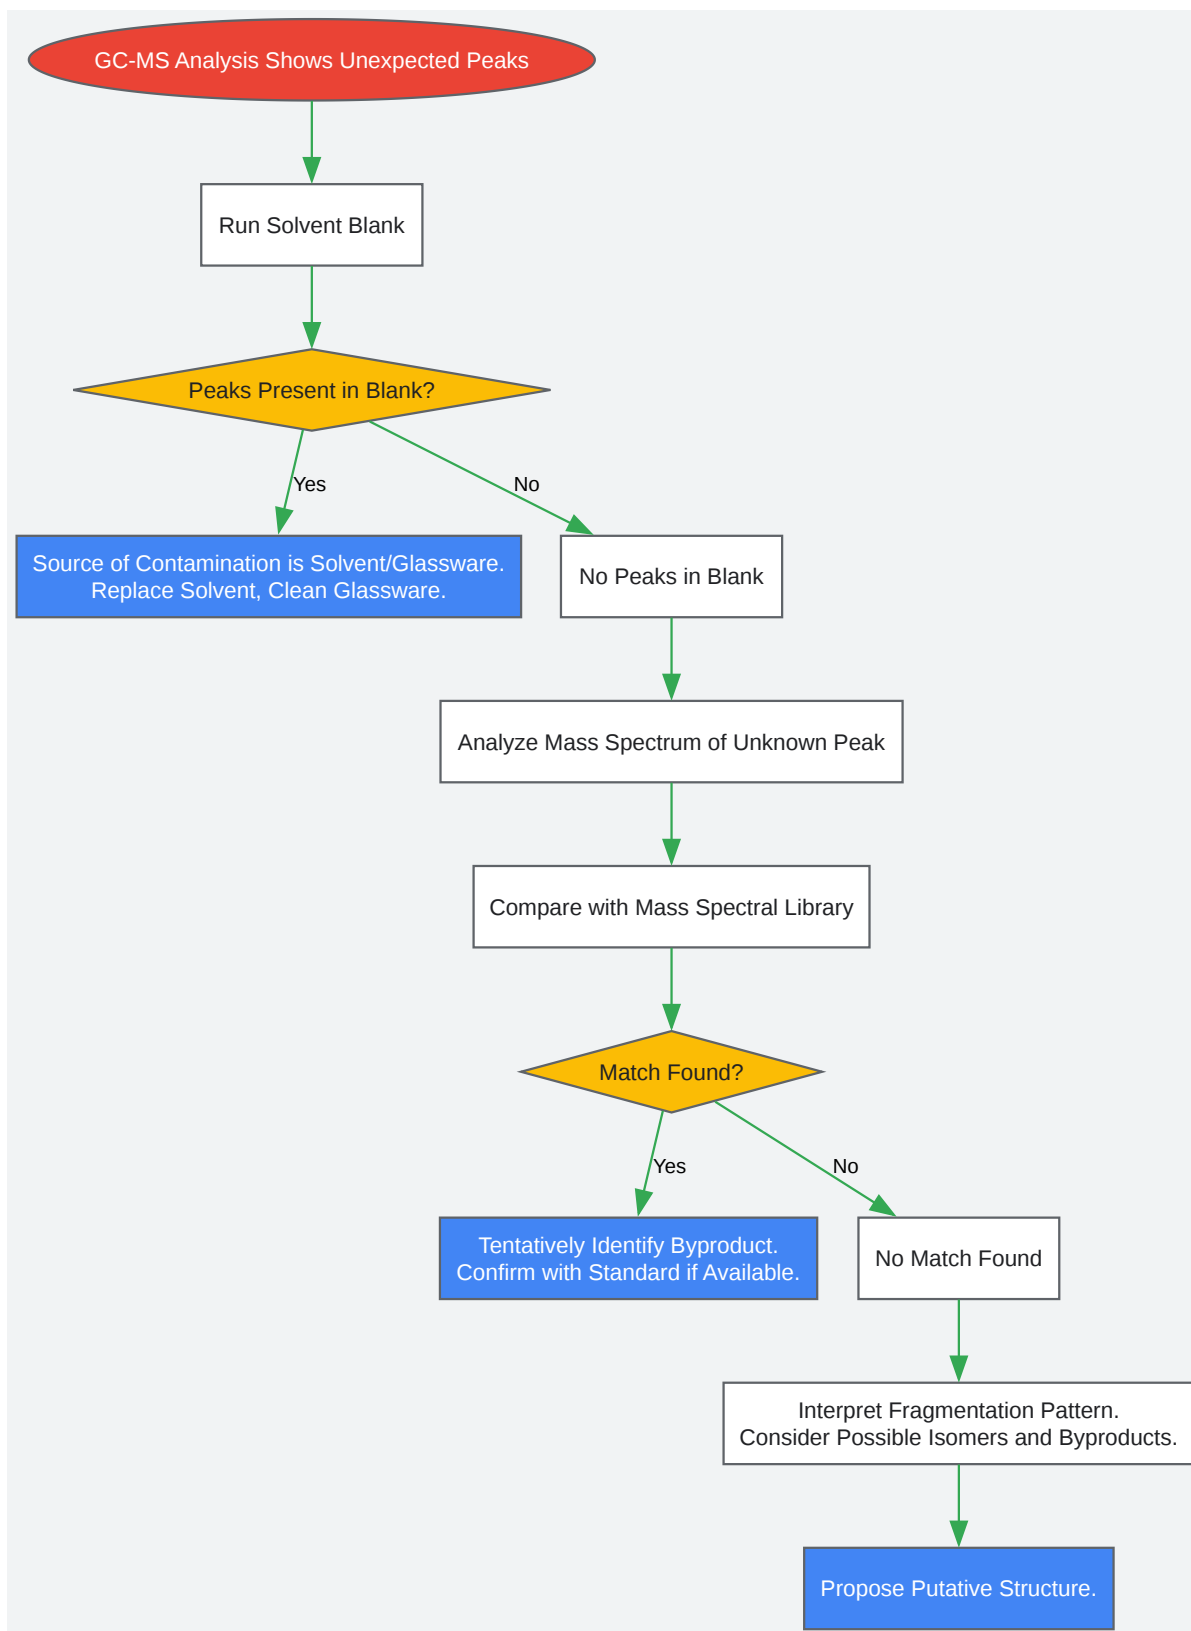 GC-MS Analysis Shows Unexpected Peaks
Run Solvent Blank
Peaks Present in Blank?
Yes
No
Source of Contamination is Solvent/Glassware.
Replace Solvent, Clean Glassware.
No Peaks in Blank
Analyze Mass Spectrum of Unknown Peak
Compare with Mass Spectral Library
Match Found?
Yes
No
Tentatively Identify Byproduct.
Confirm with Standard if Available.
No Match Found
Interpret Fragmentation Pattern.
Consider Possible Isomers and Byproducts.
Propose Putative Structure.